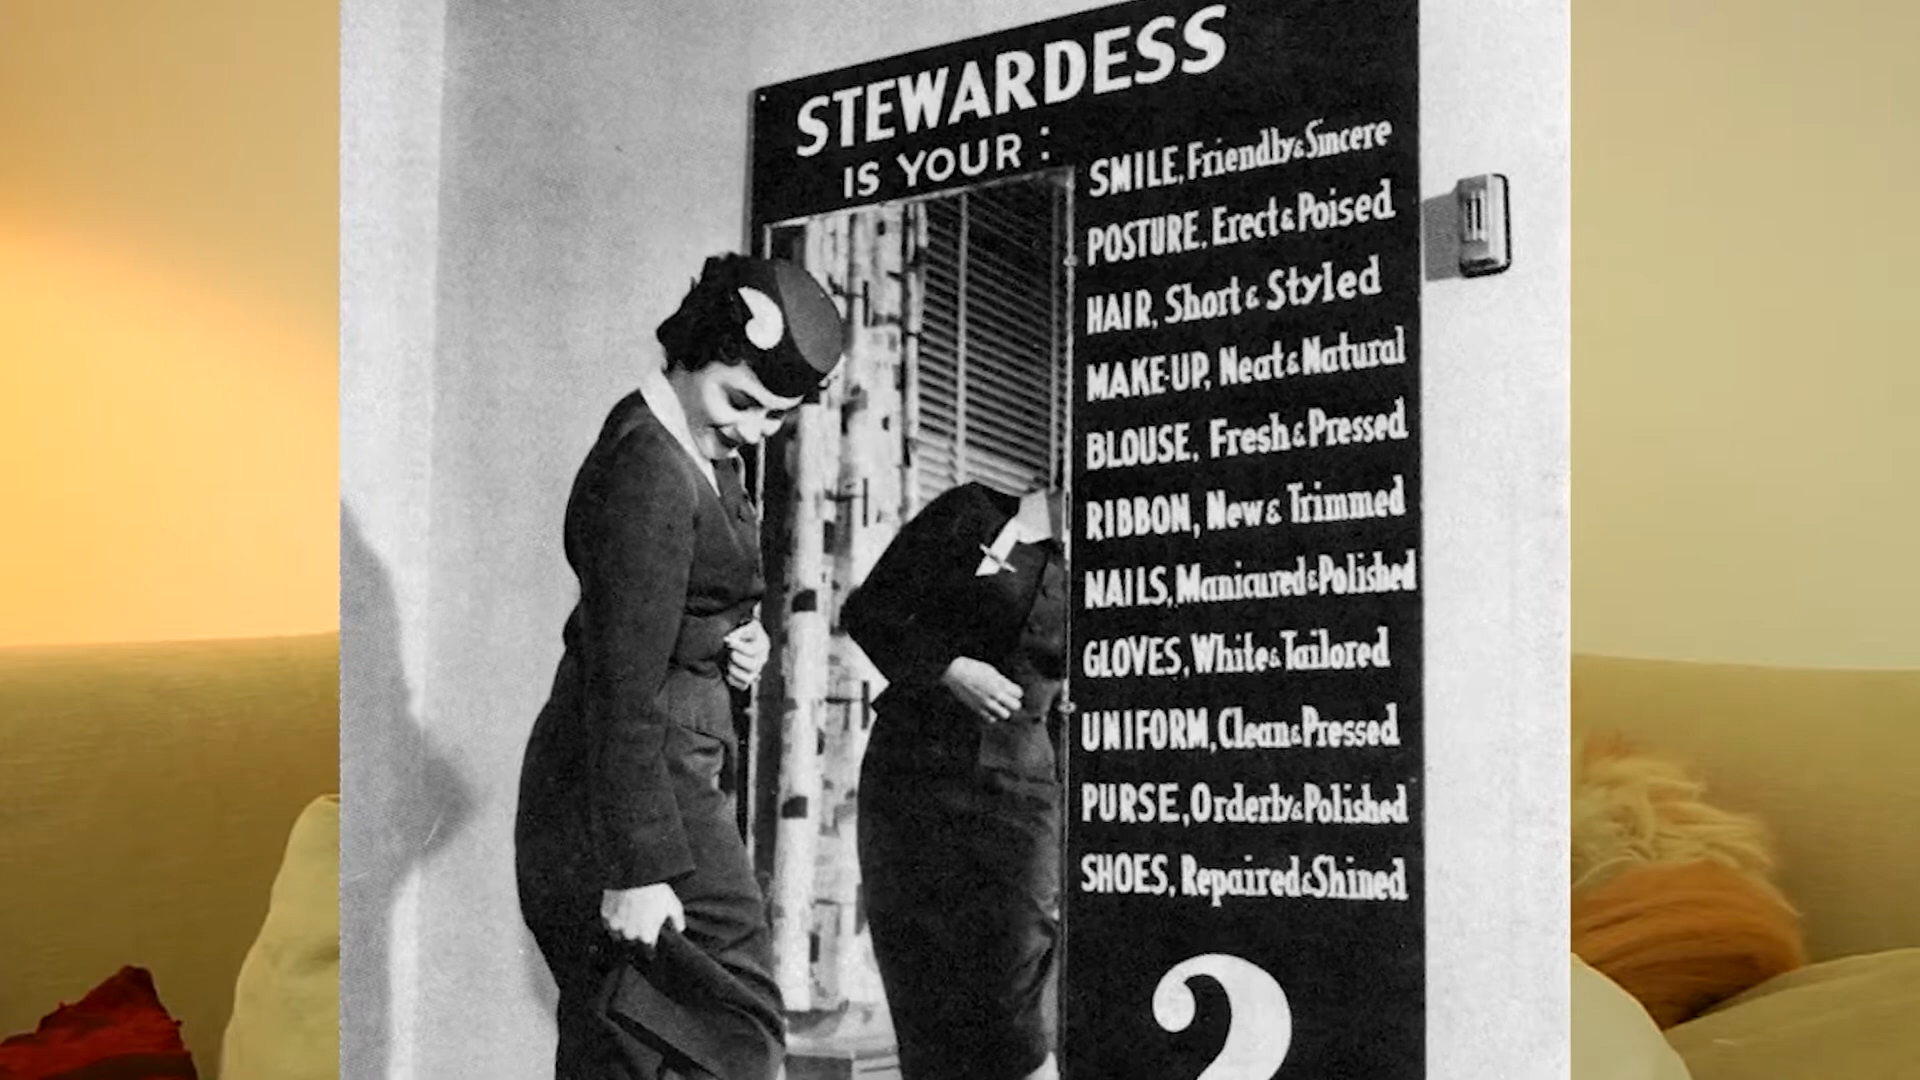 STEWARDESS
IS YOUR:
SMILE, Friendly & Sincere
POSTURE, Erect & Poised
HAIR, Short & Styled
MAKE-UP, Neat & Natural
BLOUSE, Fresh & Pressed
RIBBON, New & Trimmed
NAILS, Manicured & Polished
GLOVES, White & Tailored
UNIFORM, Clean & Pressed
PURSE, Orderly & Polished
SHOES, Repaired & Shined
?